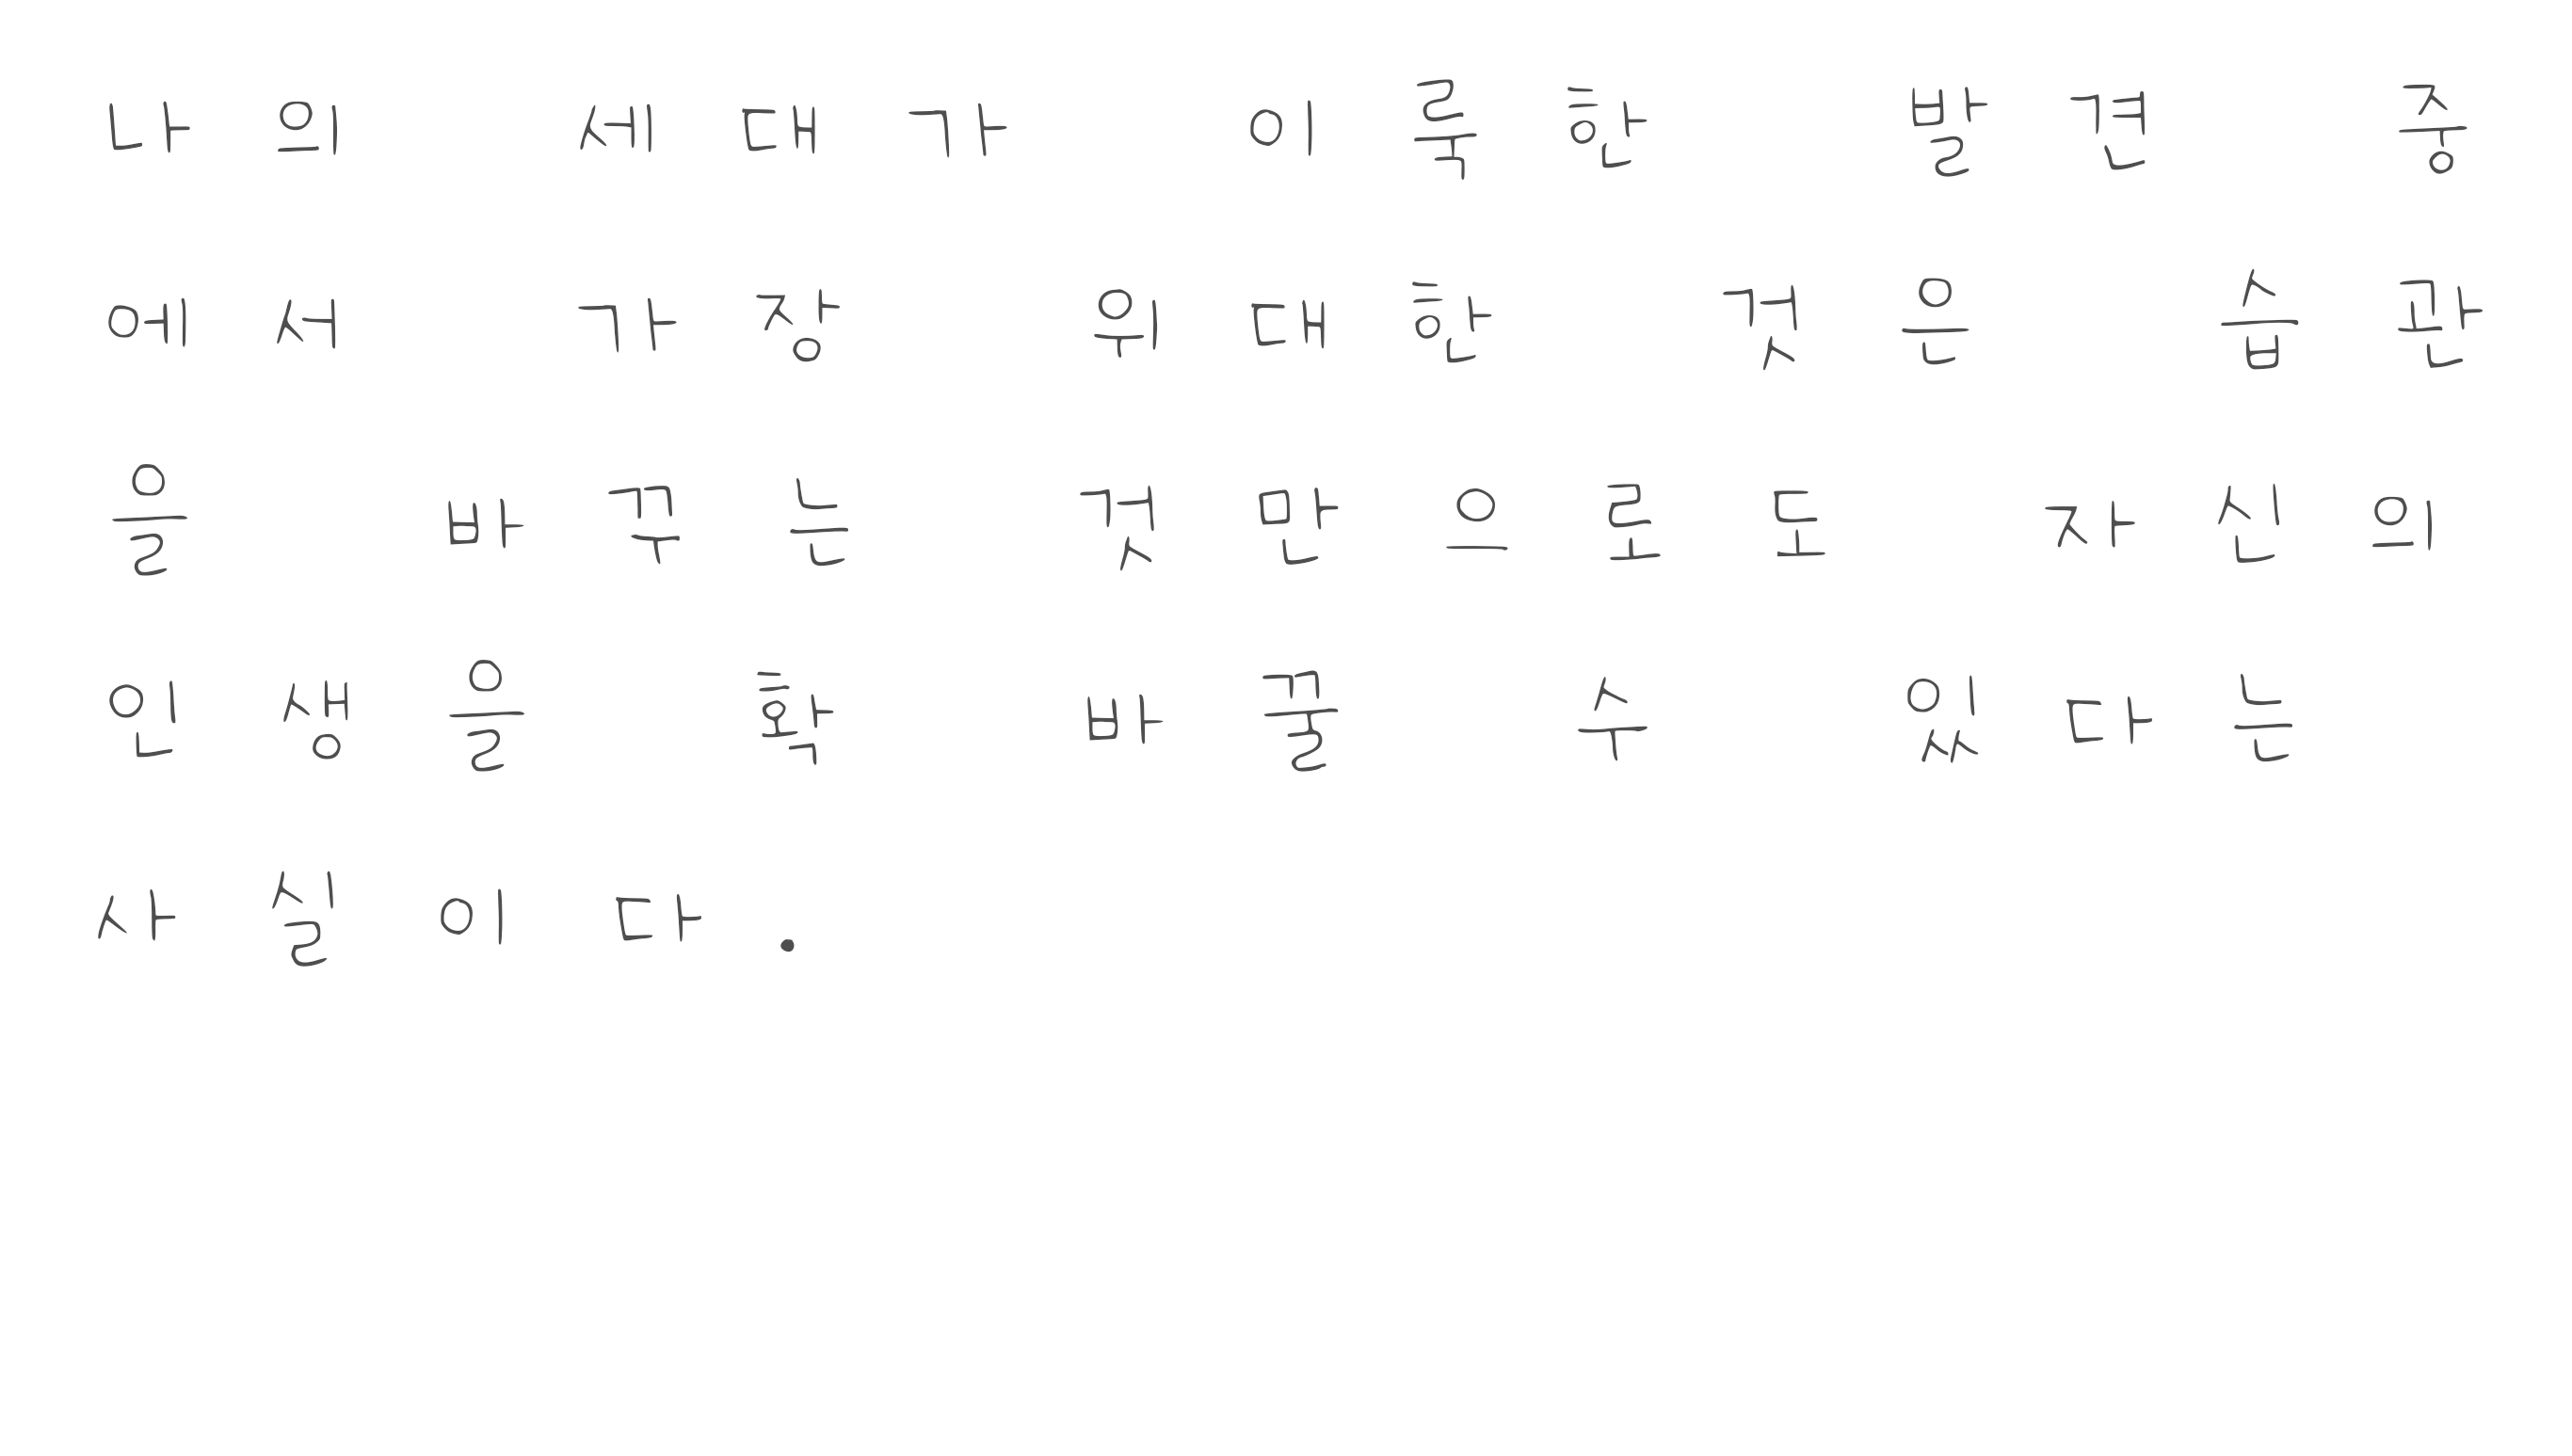 나의 세대가 이룩한 발견 중
에서 가장 위대한 것은 습관
을 바꾸는 것만으로도 자신의
인생을 확 바꿀 수 있다는
사실이다.